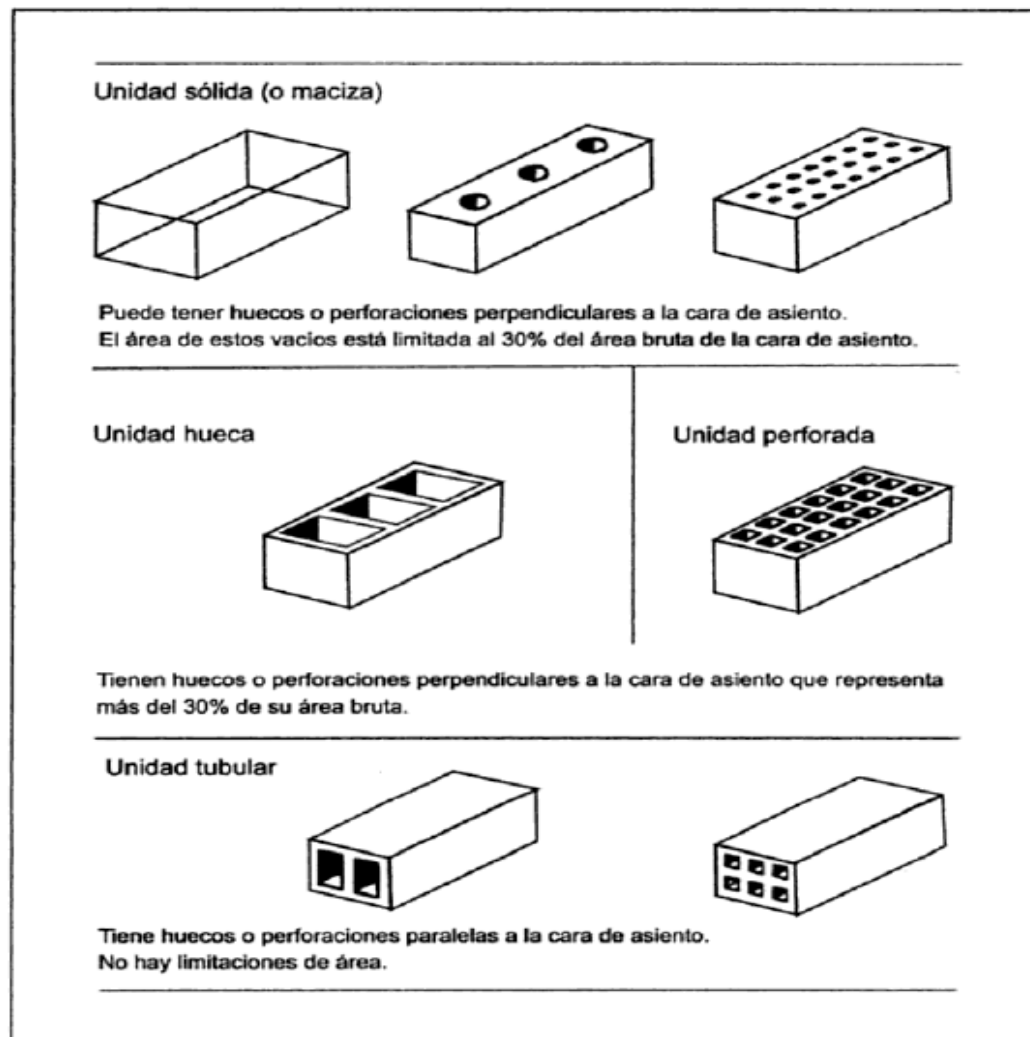 Unidad sólida (o maciza)
Puede tener huecos o perforaciones perpendiculares a la cara de asiento.
El área de estos vacios está limitada al 30% del área bruta de la cara de asiento.
Unidad hueca
Unidad perforada
Tienen huecos o perforaciones perpendiculares a la cara de asiento que representa
más del 30% de su área bruta.
Unidad tubular
Tiene huecos o perforaciones paralelas a la cara de asiento.
No hay limitaciones de área.